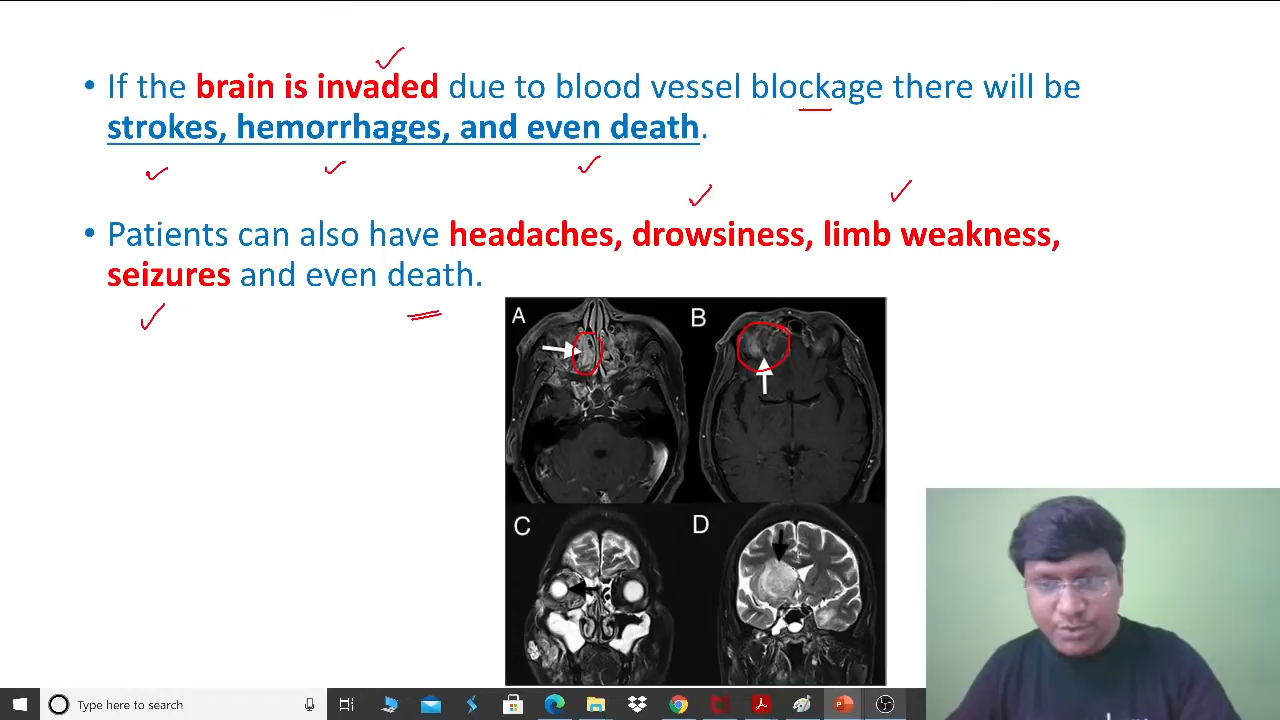 • If the brain is invaded due to blood vessel blockage there will be
strokes, hemorrhages, and even death.
• Patients can also have headaches, drowsiness, limb weakness,
seizures and even death.
A
B
C
D
Type here to search